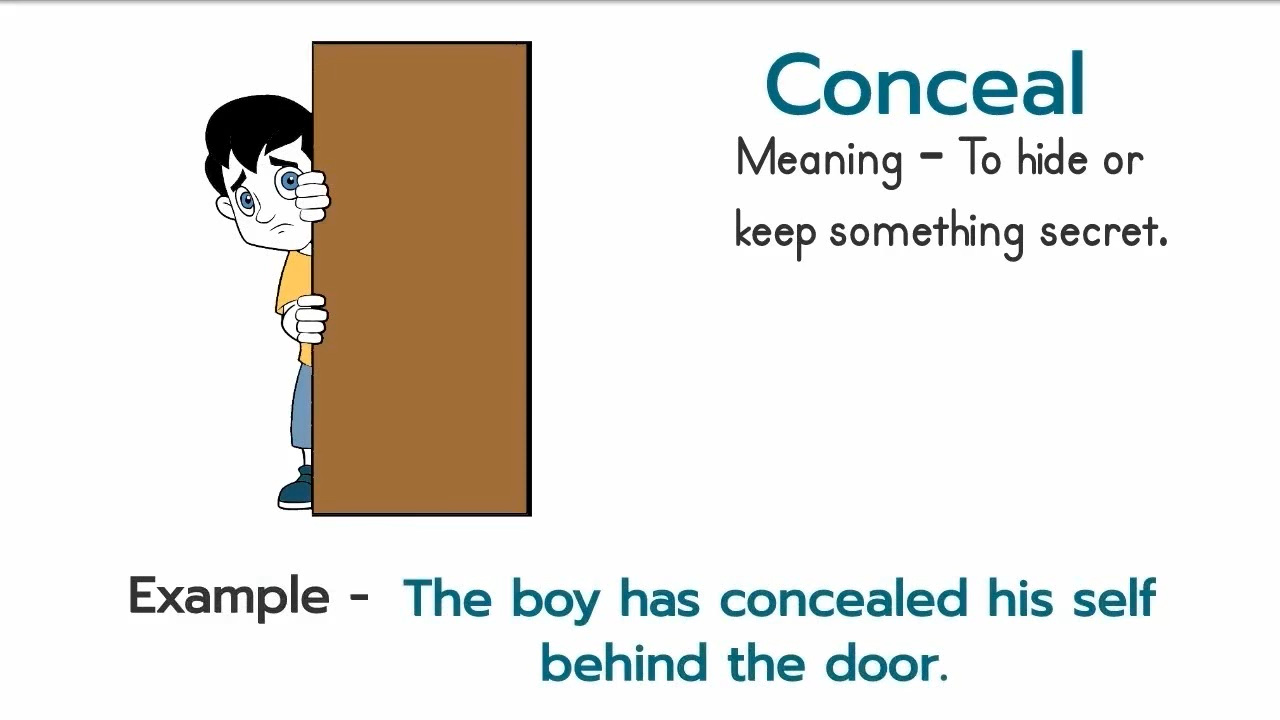 Conceal
Meaning - To hide or
keep something secret.
Example - The boy has concealed his self
behind the door.